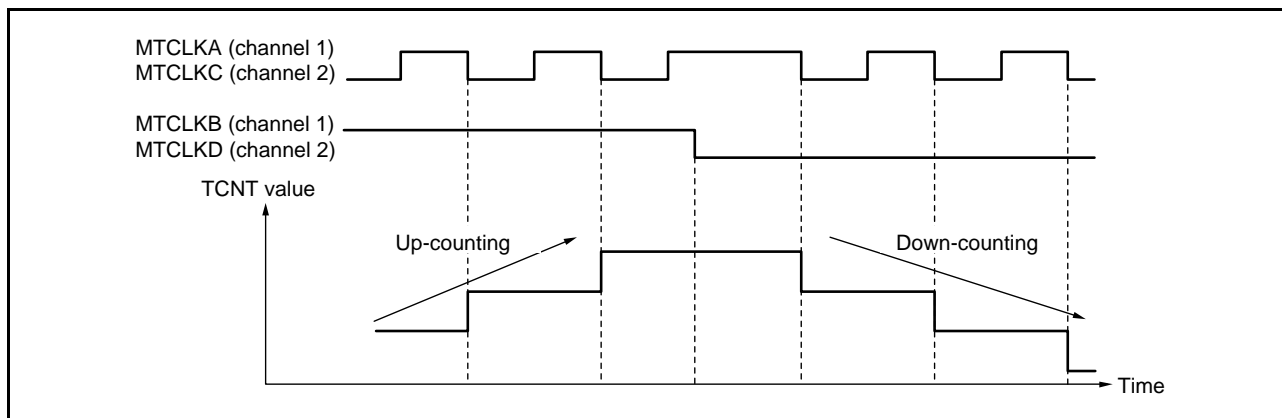 MTCLKA (channel 1)
MTCLKC (channel 2)
MTCLKB (channel 1)
MTCLKD (channel 2)
TCNT value
Up-counting
Down-counting
Time